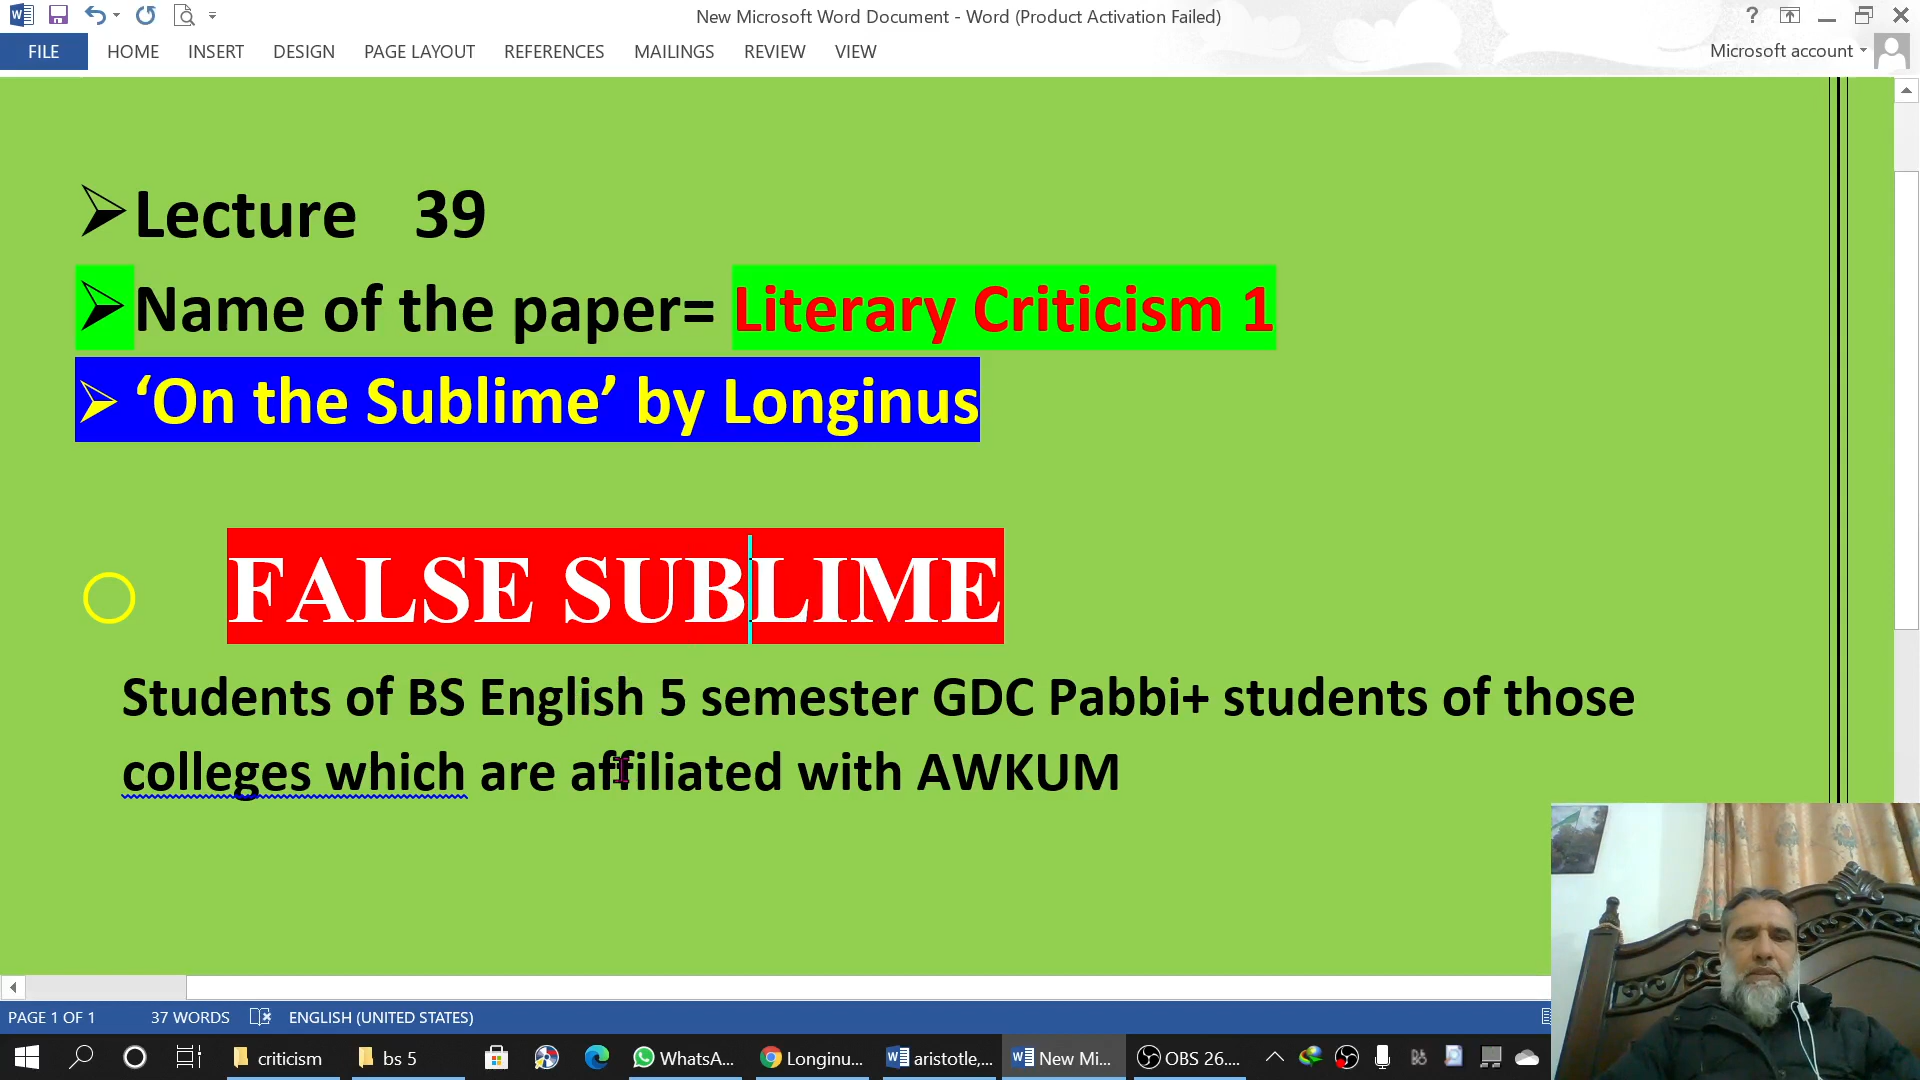 New Microsoft Word Document - Word (Product Activation Failed)
FILE HOME INSERT DESIGN PAGE LAYOUT REFERENCES MAILINGS REVIEW VIEW Microsoft account
Lecture 39
Name of the paper= Literary Criticism 1
‘On the Sublime’ by Longinus
FALSE SUBLIME
Students of BS English 5 semester GDC Pabbi+ students of those
colleges which are affiliated with AWKUM
PAGE 1 OF 1 37 WORDS ENGLISH (UNITED STATES)
criticism bs 5 WhatsA... Longinu... aristotle,... New Mi... OBS 26....